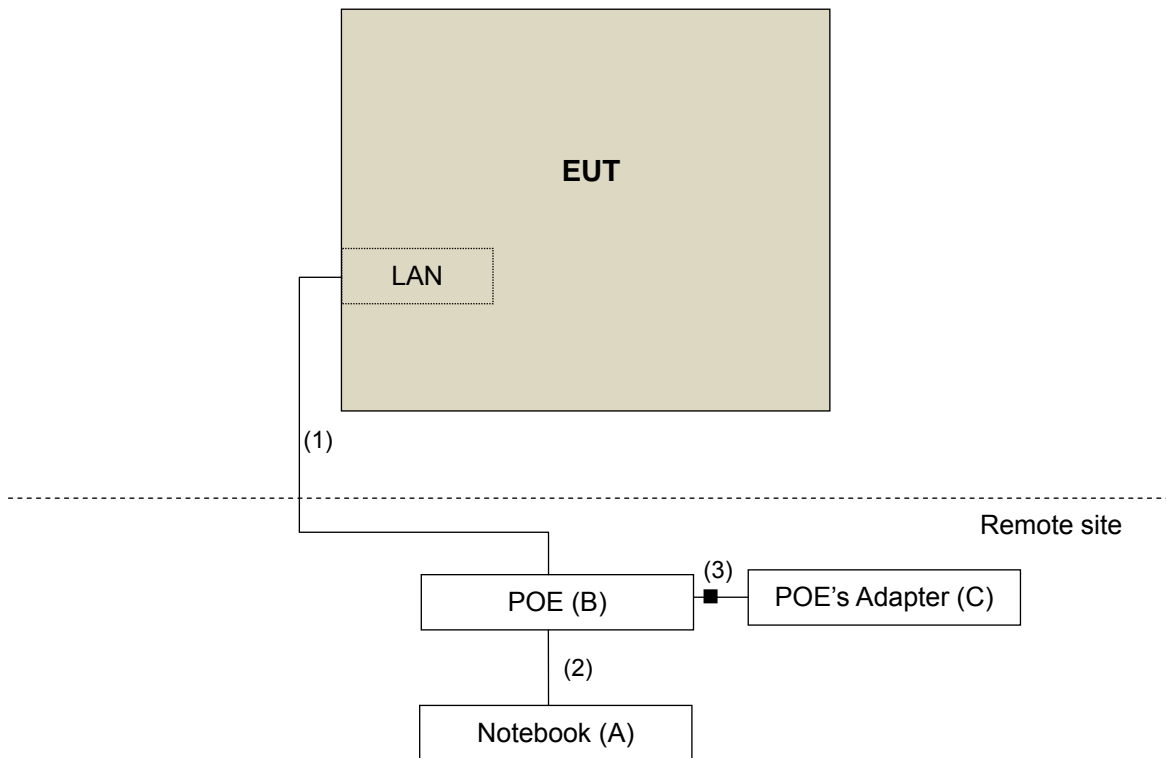 EUT
LAN
(1)
Remote site
(3)
POE (B)
POE’s Adapter (C)
(2)
Notebook (A)